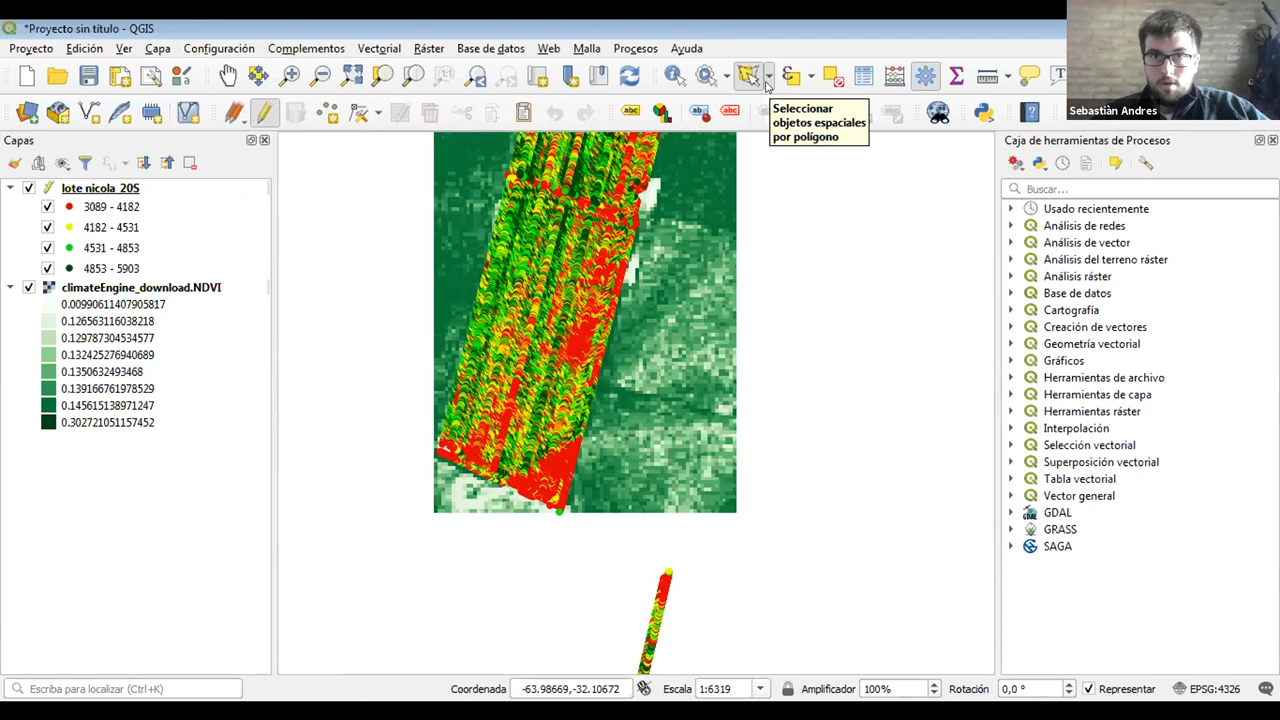 *Proyecto sin título - QGIS
Proyecto Edición Ver Capa Configuración Complementos Vectorial Ráster Base de datos Web Malla Procesos Ayuda
Sebastiàn Andres
abc abc abc
Seleccionar
objetos espaciales
por polígono
Capas
lote nicola_20S
3089 - 4182
4182 - 4531
4531 - 4853
4853 - 5903
climateEngine_download.NDVI
0.00990611407905817
0.126563116038218
0.129787304534577
0.132425276940689
0.1350632493468
0.139166761978529
0.145615138971247
0.302721051157452
Caja de herramientas de Procesos
Buscar...
Usado recientemente
Análisis de redes
Análisis de vector
Análisis del terreno ráster
Análisis ráster
Base de datos
Cartografía
Creación de vectores
Geometría vectorial
Gráficos
Herramientas de archivo
Herramientas de capa
Herramientas ráster
Interpolación
Selección vectorial
Superposición vectorial
Tabla vectorial
Vector general
GDAL
GRASS
SAGA
Escriba para localizar (Ctrl+K)
Coordenada -63.98669,-32.10672 Escala 1:6319 Amplificador 100% Rotación 0,0 ° Representar EPSG:4326